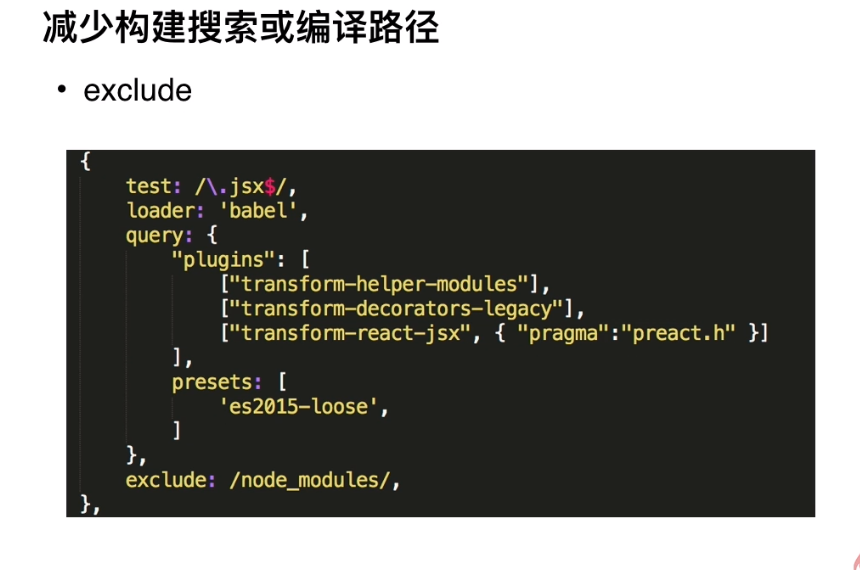 减少构建搜索或编译路径
• exclude
{
test: /\.jsx$/,
loader: 'babel',
query: {
"plugins": [
["transform-helper-modules"],
["transform-decorators-legacy"],
["transform-react-jsx", { "pragma":"preact.h" }]
],
presets: [
'es2015-loose',
]
},
exclude: /node_modules/,
},